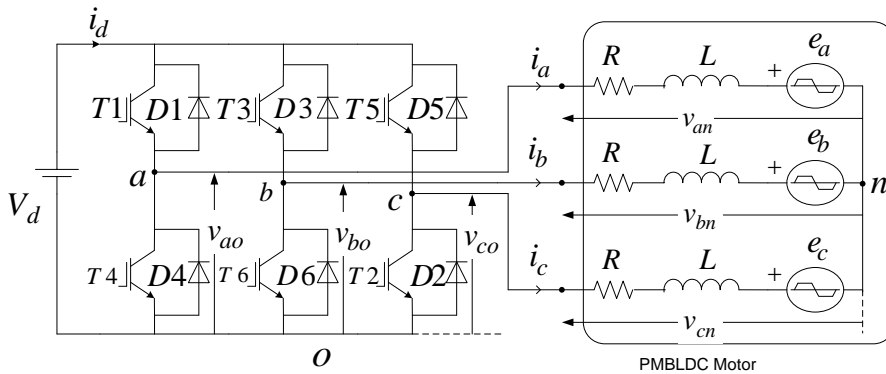 i_d
i_a
R
L
e_a
+
T1
D1
T3
D3
T5
D5
v_an
i_b
R
L
e_b
+
a
b
c
n
V_d
v_ao
v_bo
v_co
v_bn
i_c
R
L
e_c
+
T4
D4
T6
D6
T2
D2
v_cn
o
PMBLDC Motor